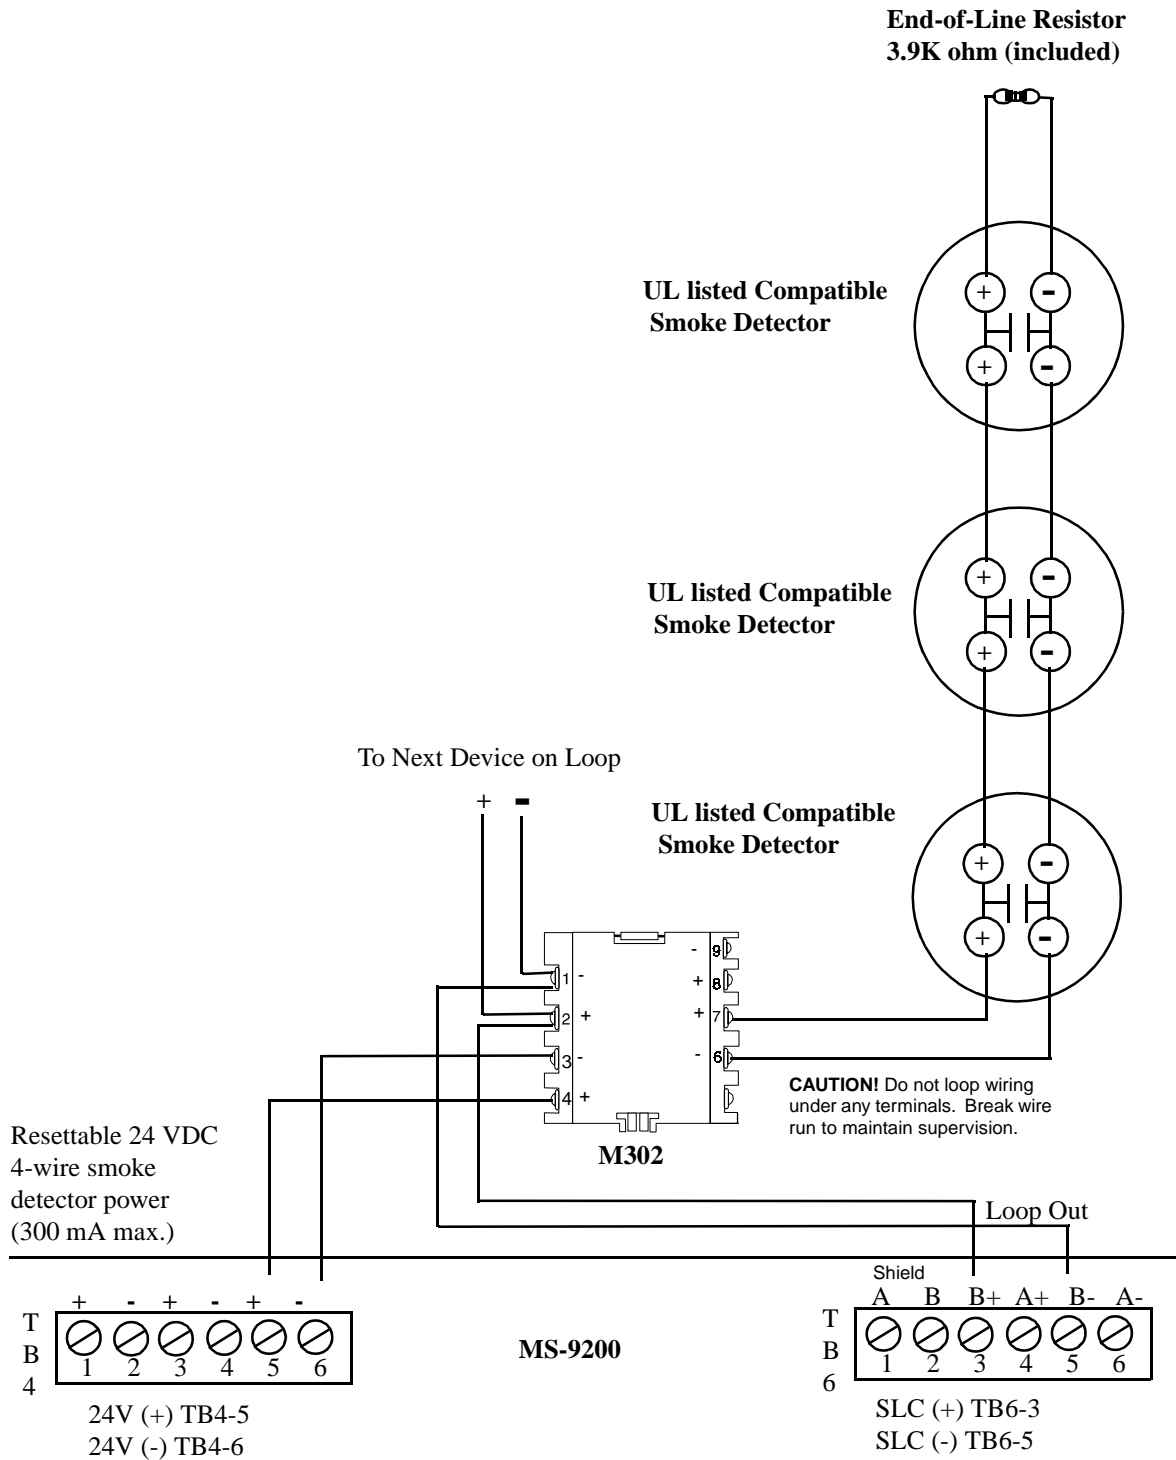 End-of-Line Resistor
3.9K ohm (included)
UL listed Compatible
Smoke Detector
+ -
+ -
UL listed Compatible
Smoke Detector
+ -
+ -
To Next Device on Loop
+ -
UL listed Compatible
Smoke Detector
+ -
+ -
- 9
1 -
+ 8
2 +
+ 7
3 -
- 6
4 +
CAUTION! Do not loop wiring
under any terminals. Break wire
run to maintain supervision.
M302
Resettable 24 VDC
4-wire smoke
detector power
(300 mA max.)
Loop Out
Shield
+ - + - + -
A B B+ A+ B- A-
T
B
4
1 2 3 4 5 6
MS-9200
T
B
6
1 2 3 4 5 6
24V (+) TB4-5
24V (-) TB4-6
SLC (+) TB6-3
SLC (-) TB6-5